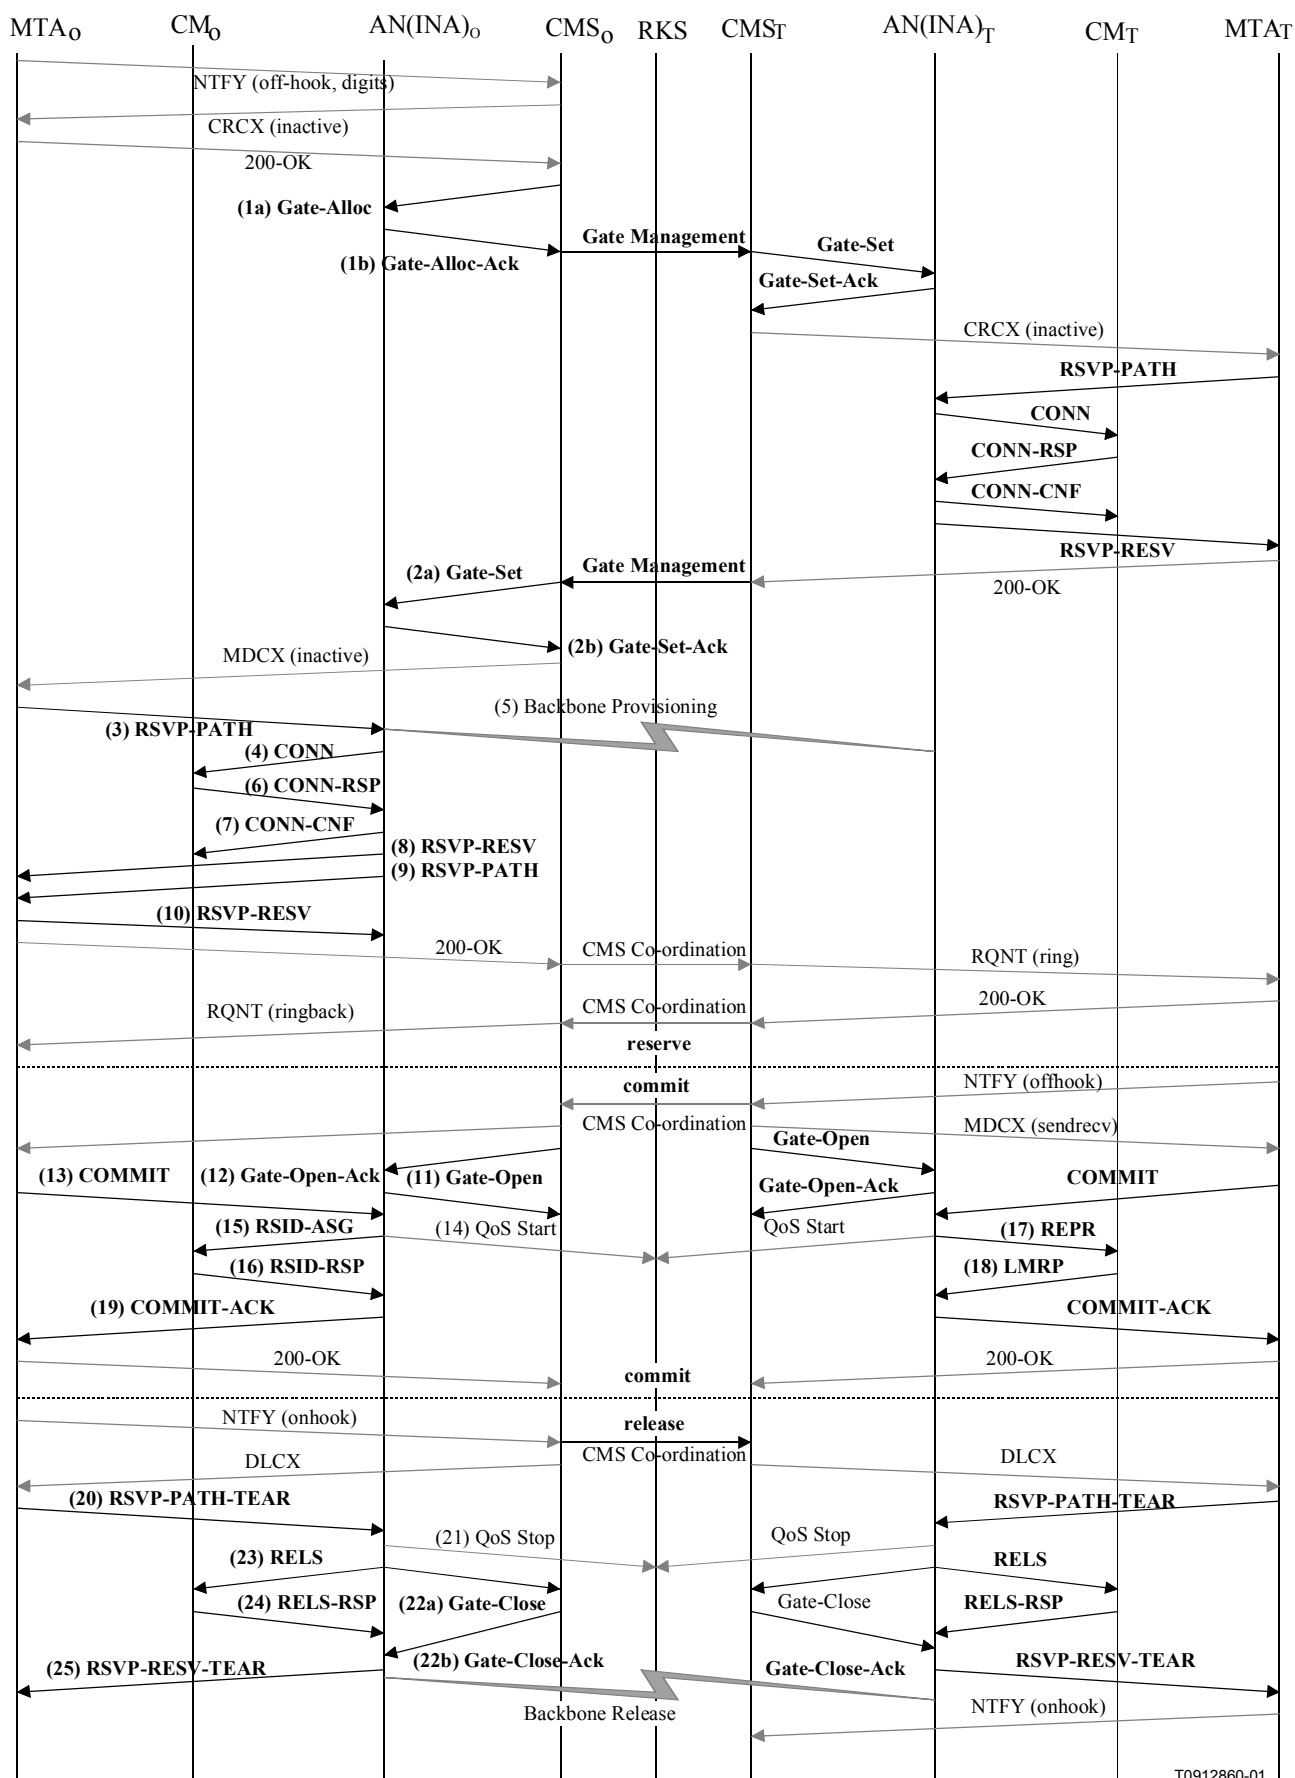 MTAO CMO AN(INA)O CMSO RKS CMST AN(INA)T CMT MTAT
NTFY (off-hook, digits)
CRCX (inactive)
200-OK
(1a) Gate-Alloc
Gate Management
Gate-Set
(1b) Gate-Alloc-Ack
Gate-Set-Ack
CRCX (inactive)
RSVP-PATH
CONN
CONN-RSP
CONN-CNF
RSVP-RESV
(2a) Gate-Set
Gate Management
200-OK
(2b) Gate-Set-Ack
MDCX (inactive)
(5) Backbone Provisioning
(3) RSVP-PATH
(4) CONN
(6) CONN-RSP
(7) CONN-CNF
(8) RSVP-RESV
(9) RSVP-PATH
(10) RSVP-RESV
200-OK
CMS Co-ordination
RQNT (ring)
200-OK
CMS Co-ordination
RQNT (ringback)
reserve
commit
NTFY (offhook)
CMS Co-ordination
MDCX (sendrecv)
Gate-Open
(13) COMMIT
(12) Gate-Open-Ack
(11) Gate-Open
Gate-Open-Ack
COMMIT
(15) RSID-ASG
(14) QoS Start
QoS Start
(17) REPR
(16) RSID-RSP
(18) LMRP
(19) COMMIT-ACK
COMMIT-ACK
200-OK
200-OK
commit
NTFY (onhook)
release
CMS Co-ordination
DLCX
DLCX
(20) RSVP-PATH-TEAR
RSVP-PATH-TEAR
(21) QoS Stop
QoS Stop
(23) RELS
RELS
(24) RELS-RSP
(22a) Gate-Close
Gate-Close
RELS-RSP
(25) RSVP-RESV-TEAR
(22b) Gate-Close-Ack
Gate-Close-Ack
RSVP-RESV-TEAR
Backbone Release
NTFY (onhook)
T0912860-01